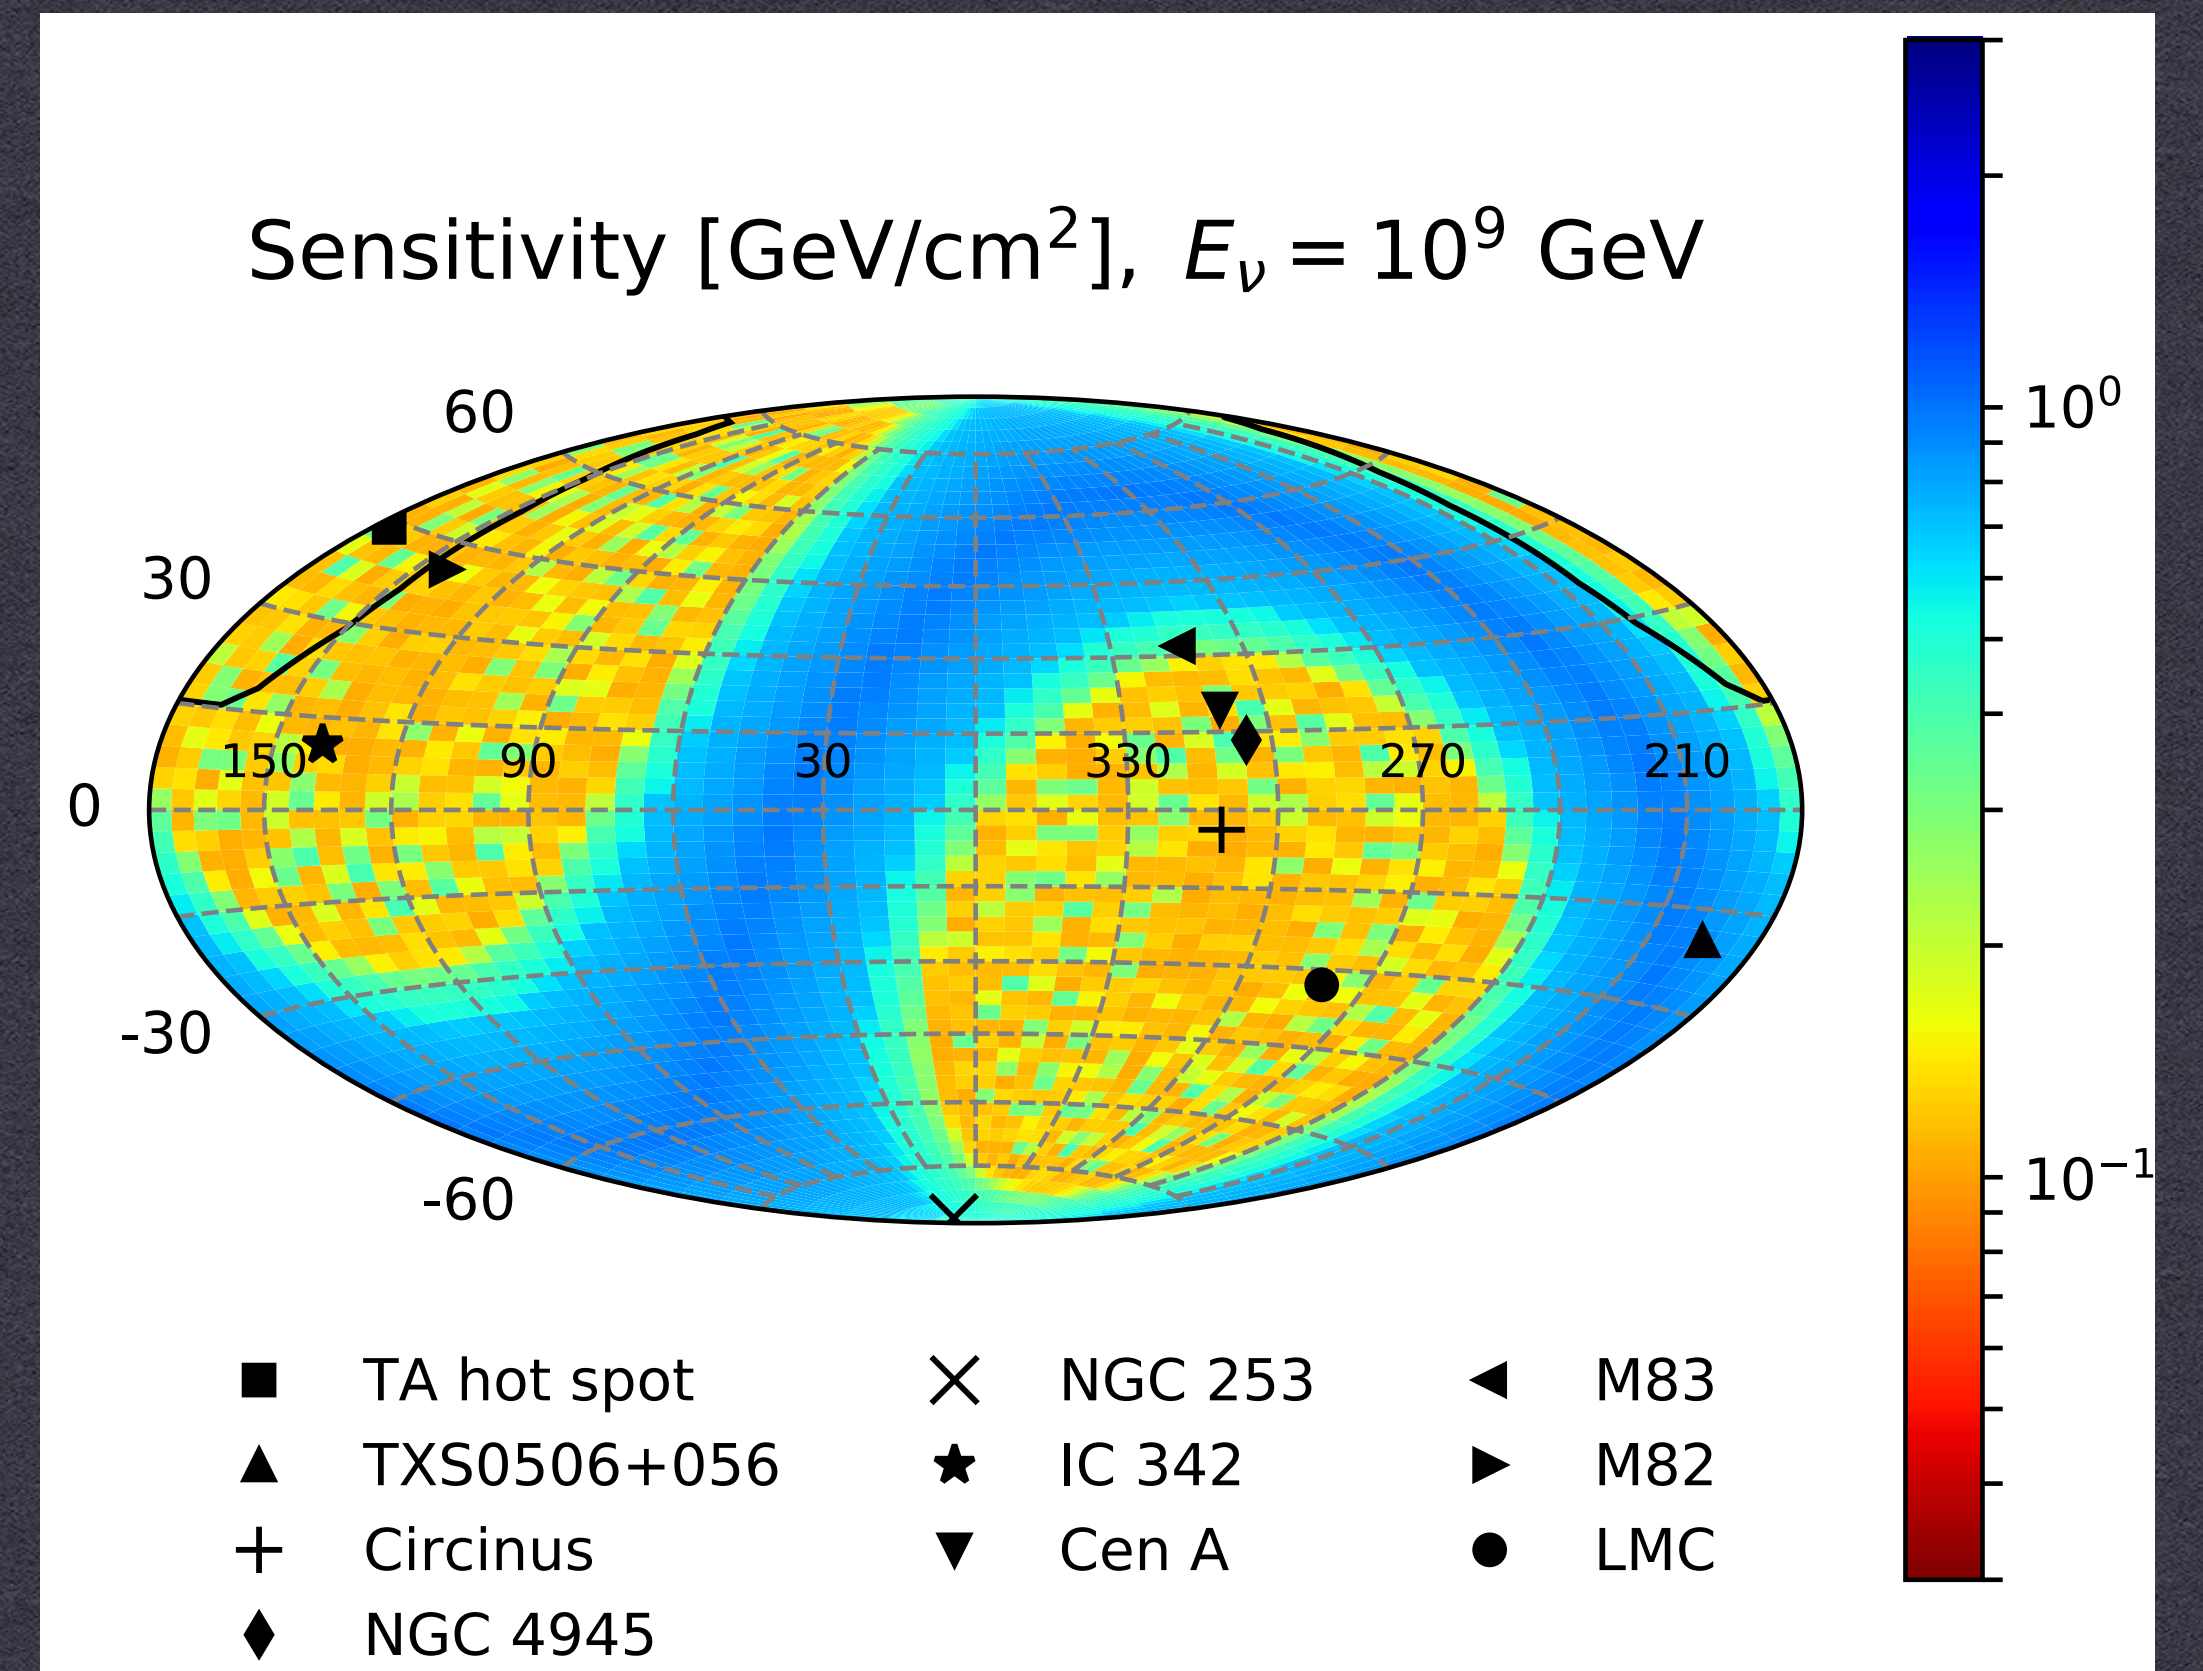 Sensitivity [GeV/cm²], Eᵥ = 10⁹ GeV
10⁰
10⁻¹
60
30
0
-30
-60
150 90 30 330 270 210
TA hot spot
TXS0506+056
Circinus
NGC 4945
NGC 253
IC 342
Cen A
M83
M82
LMC